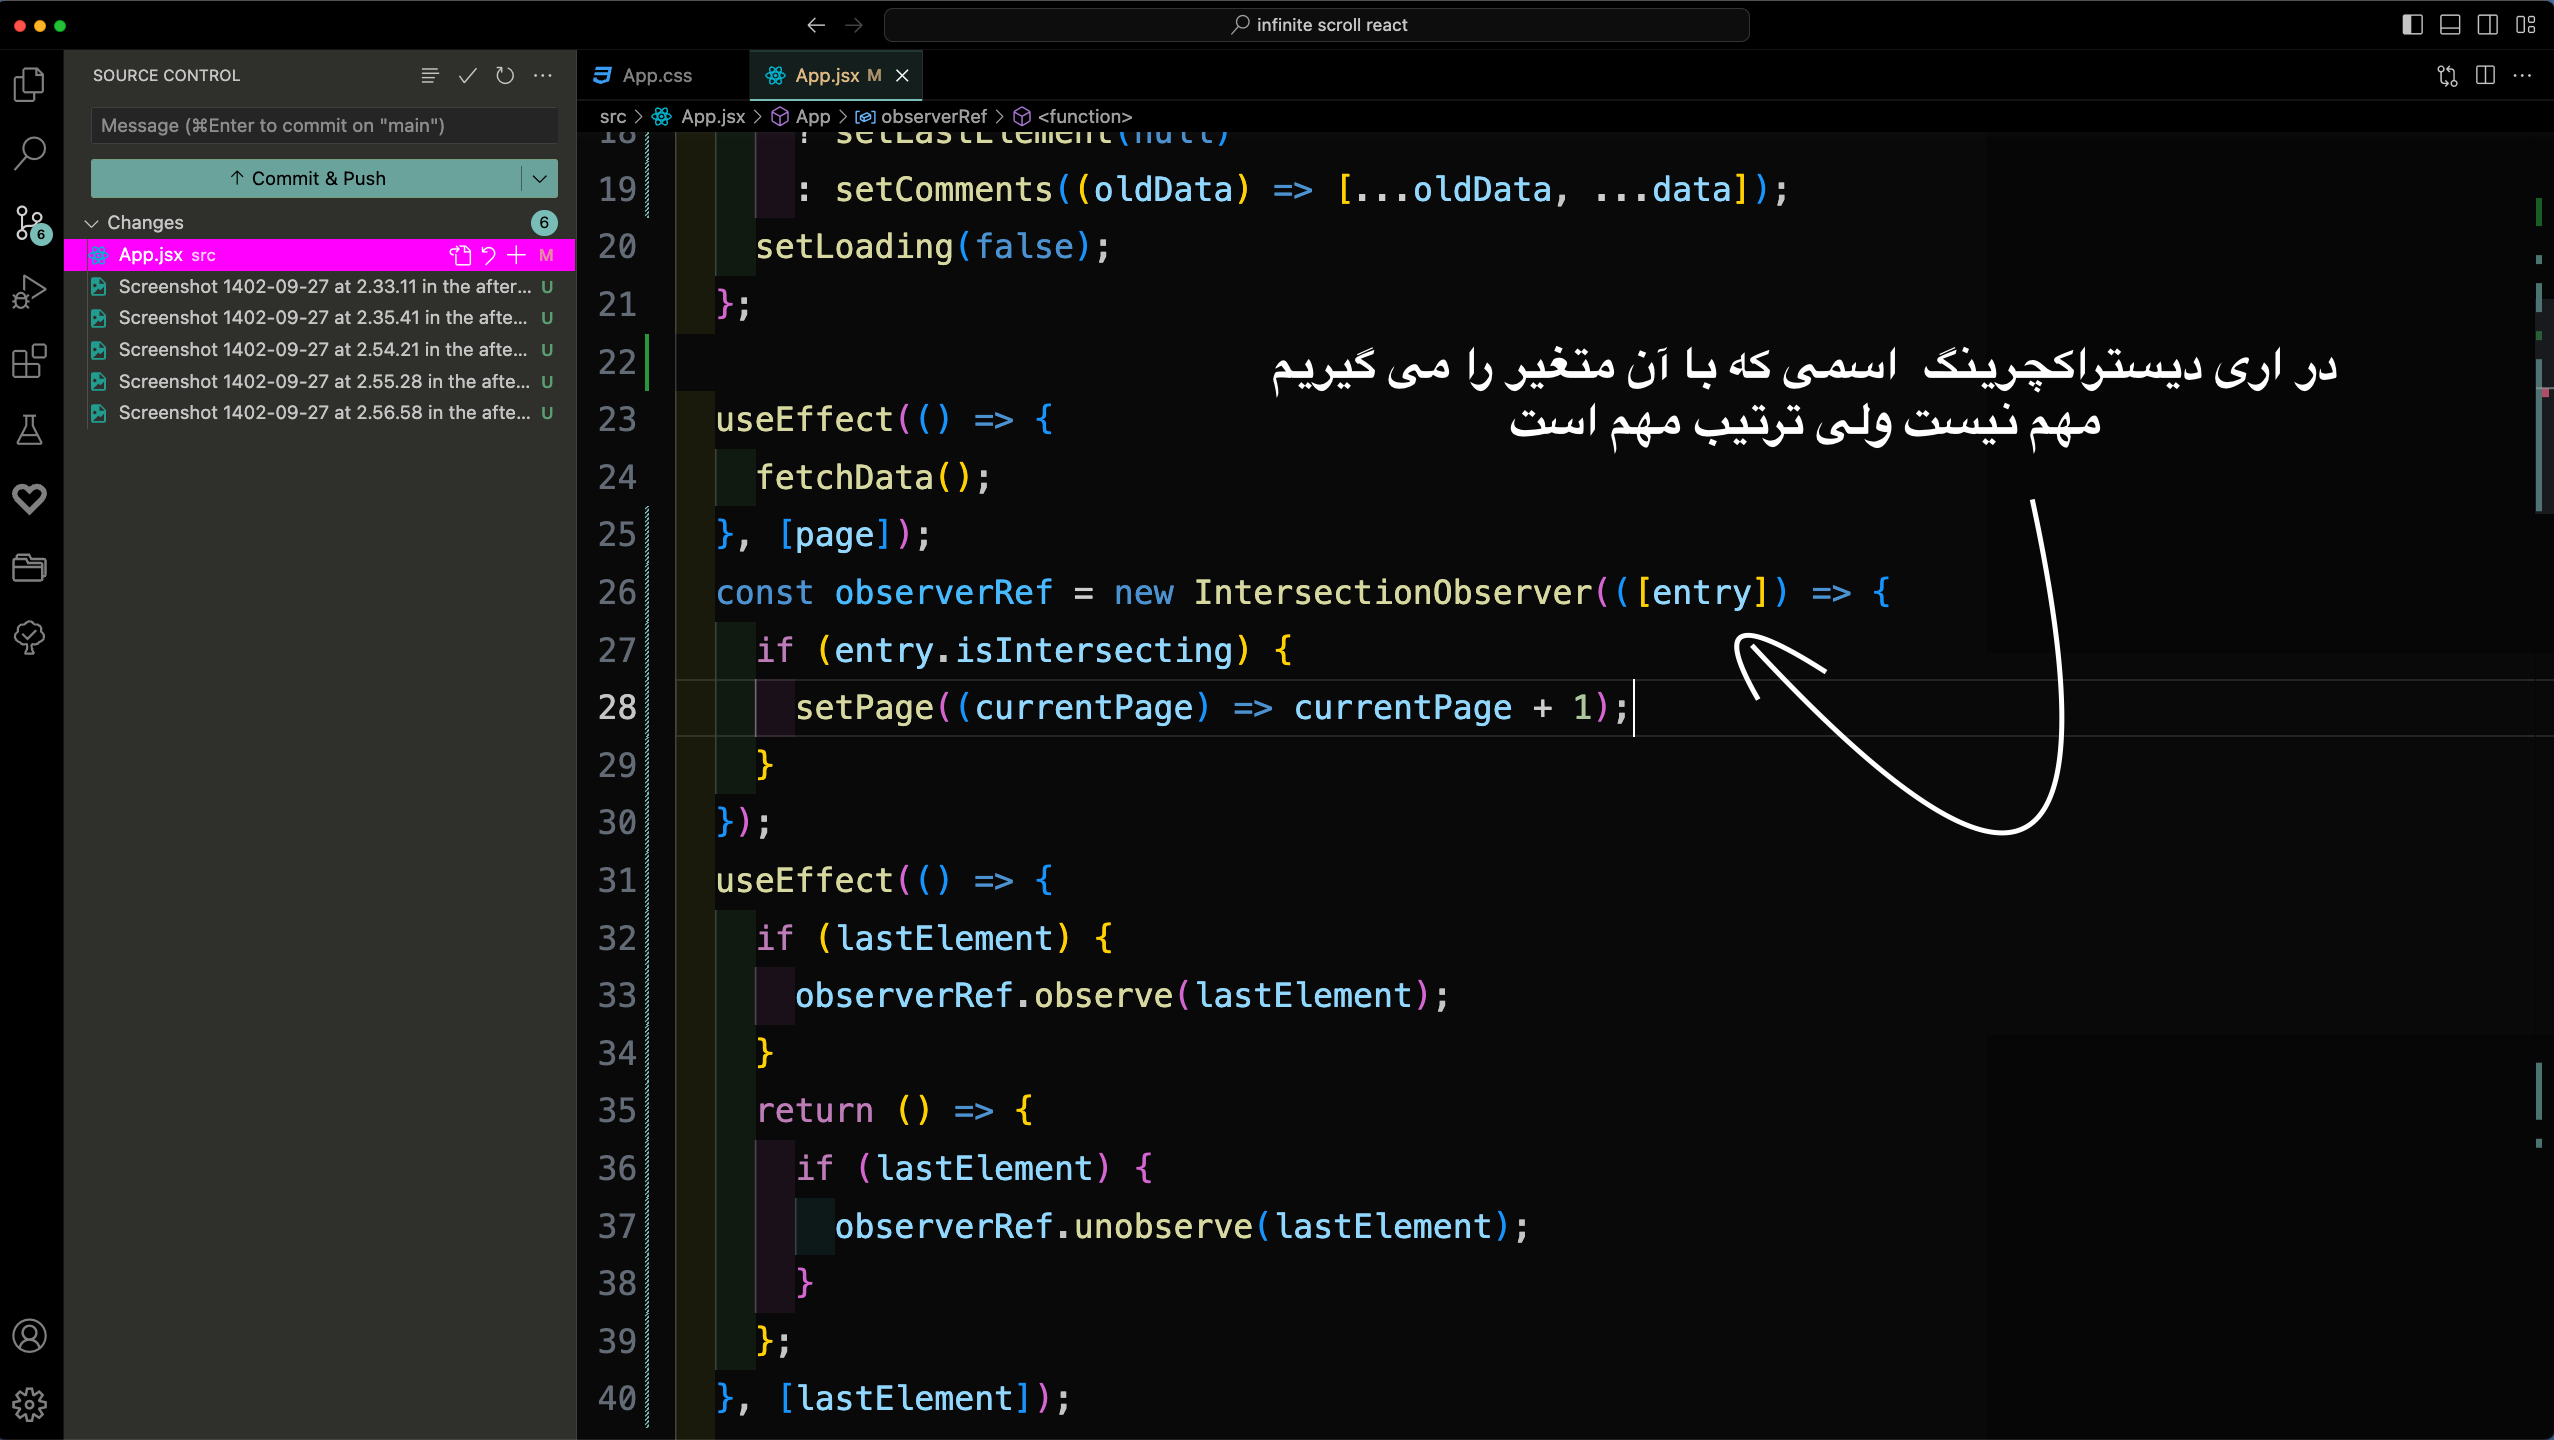 infinite scroll react
SOURCE CONTROL
Message (⌘Enter to commit on "main")
↑ Commit & Push
Changes 6
6
App.jsx src M
Screenshot 1402-09-27 at 2.33.11 in the after... U
Screenshot 1402-09-27 at 2.35.41 in the afte... U
Screenshot 1402-09-27 at 2.54.21 in the afte... U
Screenshot 1402-09-27 at 2.55.28 in the afte... U
Screenshot 1402-09-27 at 2.56.58 in the afte... U
App.css
App.jsx M
src > App.jsx > App > observerRef > <function>
18 : setLastElement(null)
19 : setComments((oldData) => [...oldData, ...data]);
20 setLoading(false);
21 };
22
23 useEffect(() => {
24 fetchData();
25 }, [page]);
26 const observerRef = new IntersectionObserver(([entry]) => {
27 if (entry.isIntersecting) {
28 setPage((currentPage) => currentPage + 1);
29 }
30 });
31 useEffect(() => {
32 if (lastElement) {
33 observerRef.observe(lastElement);
34 }
35 return () => {
36 if (lastElement) {
37 observerRef.unobserve(lastElement);
38 }
39 };
40 }, [lastElement]);
در اری دیستراکچرینگ اسمی که با آن متغیر را می گیریم
مهم نیست ولی ترتیب مهم است